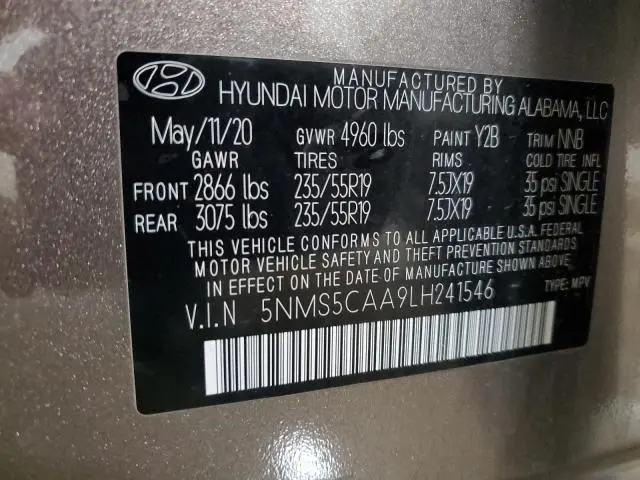 MANUFACTURED BY
HYUNDAI MOTOR MANUFACTURING ALABAMA, LLC
May/11/20 GVWR 4960 lbs PAINT Y2B TRIM NNB
GAWR TIRES RIMS COLD TIRE INFL
FRONT 2866 lbs 235/55R19 7.5JX19 35 psi SINGLE
REAR 3075 lbs 235/55R19 7.5JX19 35 psi SINGLE
THIS VEHICLE CONFORMS TO ALL APPLICABLE U.S.A. FEDERAL
MOTOR VEHICLE SAFETY AND THEFT PREVENTION STANDARDS
IN EFFECT ON THE DATE OF MANUFACTURE SHOWN ABOVE.
V.I.N 5NMS5CAA9LH241546 TYPE: MPV